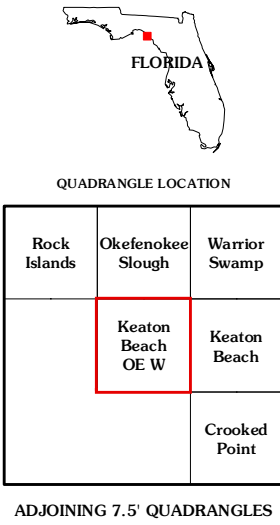 FLORIDA
QUADRANGLE LOCATION
Rock
Islands
Okefenokee
Slough
Warrior
Swamp
Keaton
Beach
OE W
Keaton
Beach
Crooked
Point
ADJOINING 7.5' QUADRANGLES